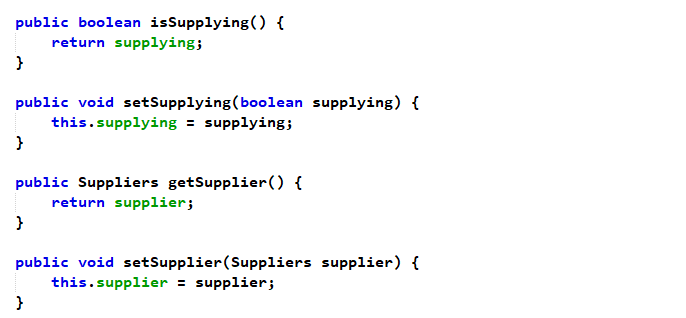 public boolean isSupplying() {
    return supplying;
}

public void setSupplying(boolean supplying) {
    this.supplying = supplying;
}

public Suppliers getSupplier() {
    return supplier;
}

public void setSupplier(Suppliers supplier) {
    this.supplier = supplier;
}